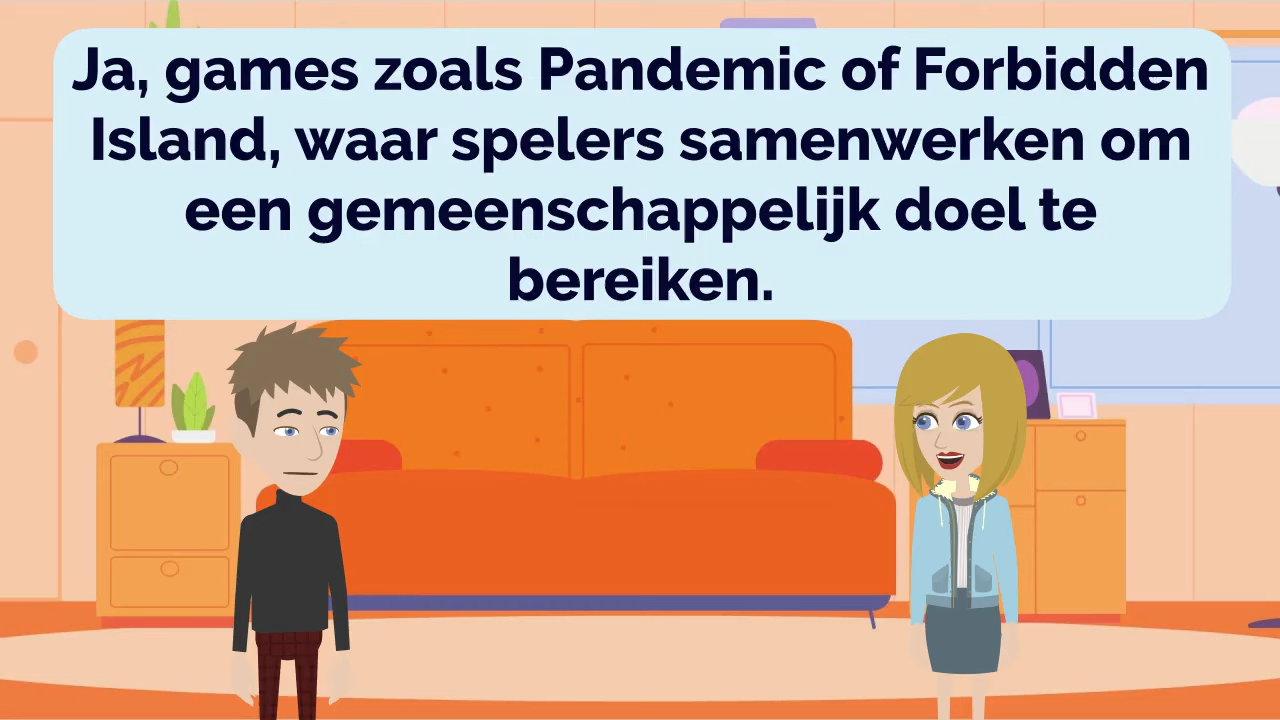 Ja, games zoals Pandemic of Forbidden
Island, waar spelers samenwerken om
een gemeenschappelijk doel te
bereiken.